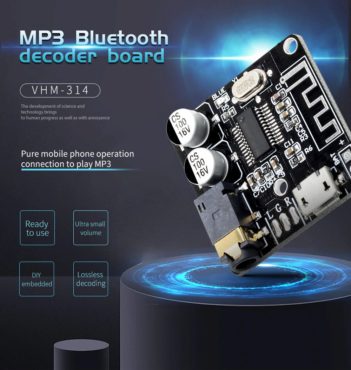 MP3 Bluetooth
decoder board
VHM-314
The development of science and
technology brings
to human progress as well as with annoyance
Pure mobile phone operation
connection to play MP3
Ready
to use
Ultra small
volume
DIY
embedded
Lossless
decoding
BLUE
CS
100
16V
CS
100
16V
L G R